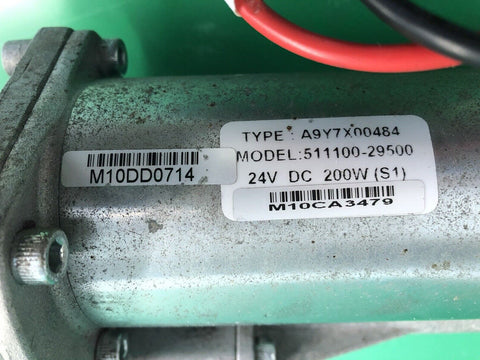 M10DD0714
TYPE : A9Y7X00484
MODEL:511100-29500
24V DC 200W (S1)
M10CA3479